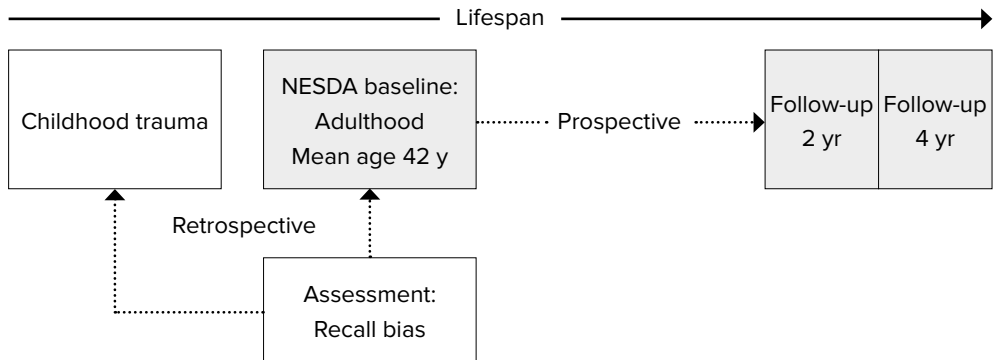 Lifespan
Childhood trauma
NESDA baseline:
Adulthood
Mean age 42 y
Prospective
Follow-up
2 yr
Follow-up
4 yr
Retrospective
Assessment:
Recall bias